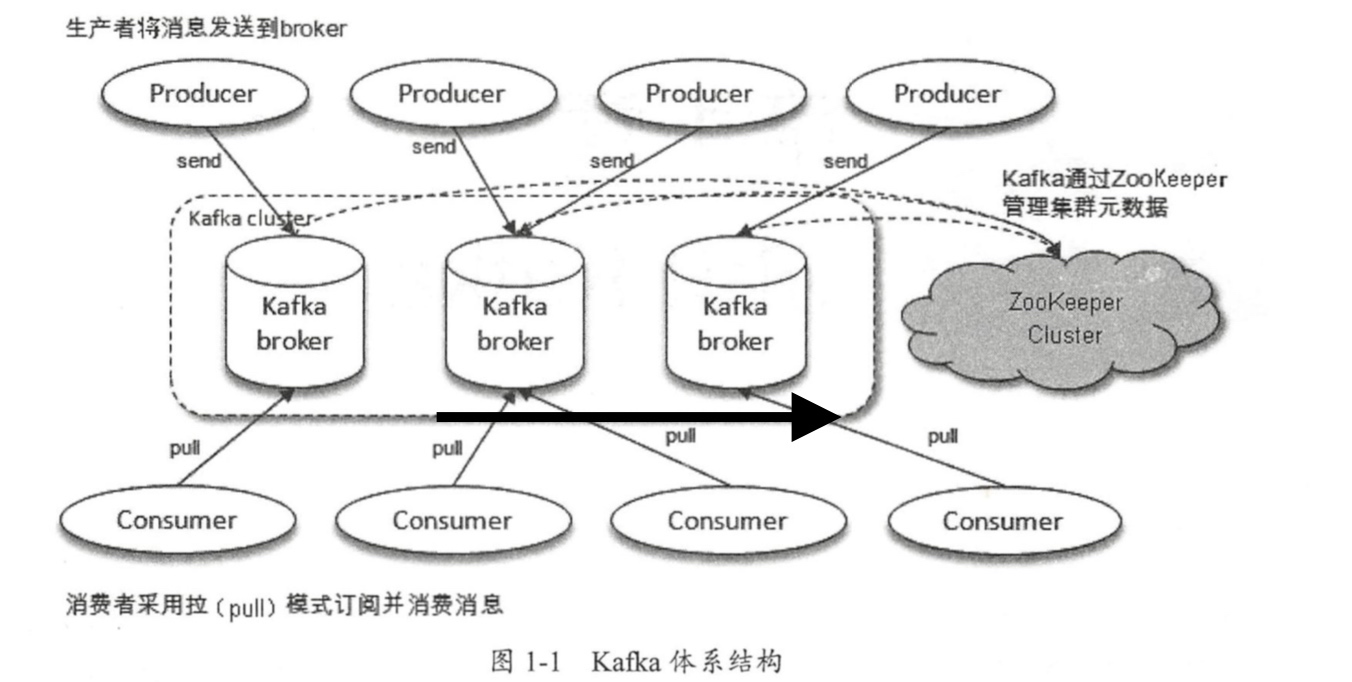 生产者将消息发送到broker
Producer
Producer
Producer
Producer
send
send
send
send
Kafka通过ZooKeeper
管理集群元数据
Kafka cluster
Kafka
broker
Kafka
broker
Kafka
broker
ZooKeeper
Cluster
pull
pull
pull
pull
Consumer
Consumer
Consumer
Consumer
消费者采用拉（pull）模式订阅并消费消息
图 1-1 Kafka 体系结构